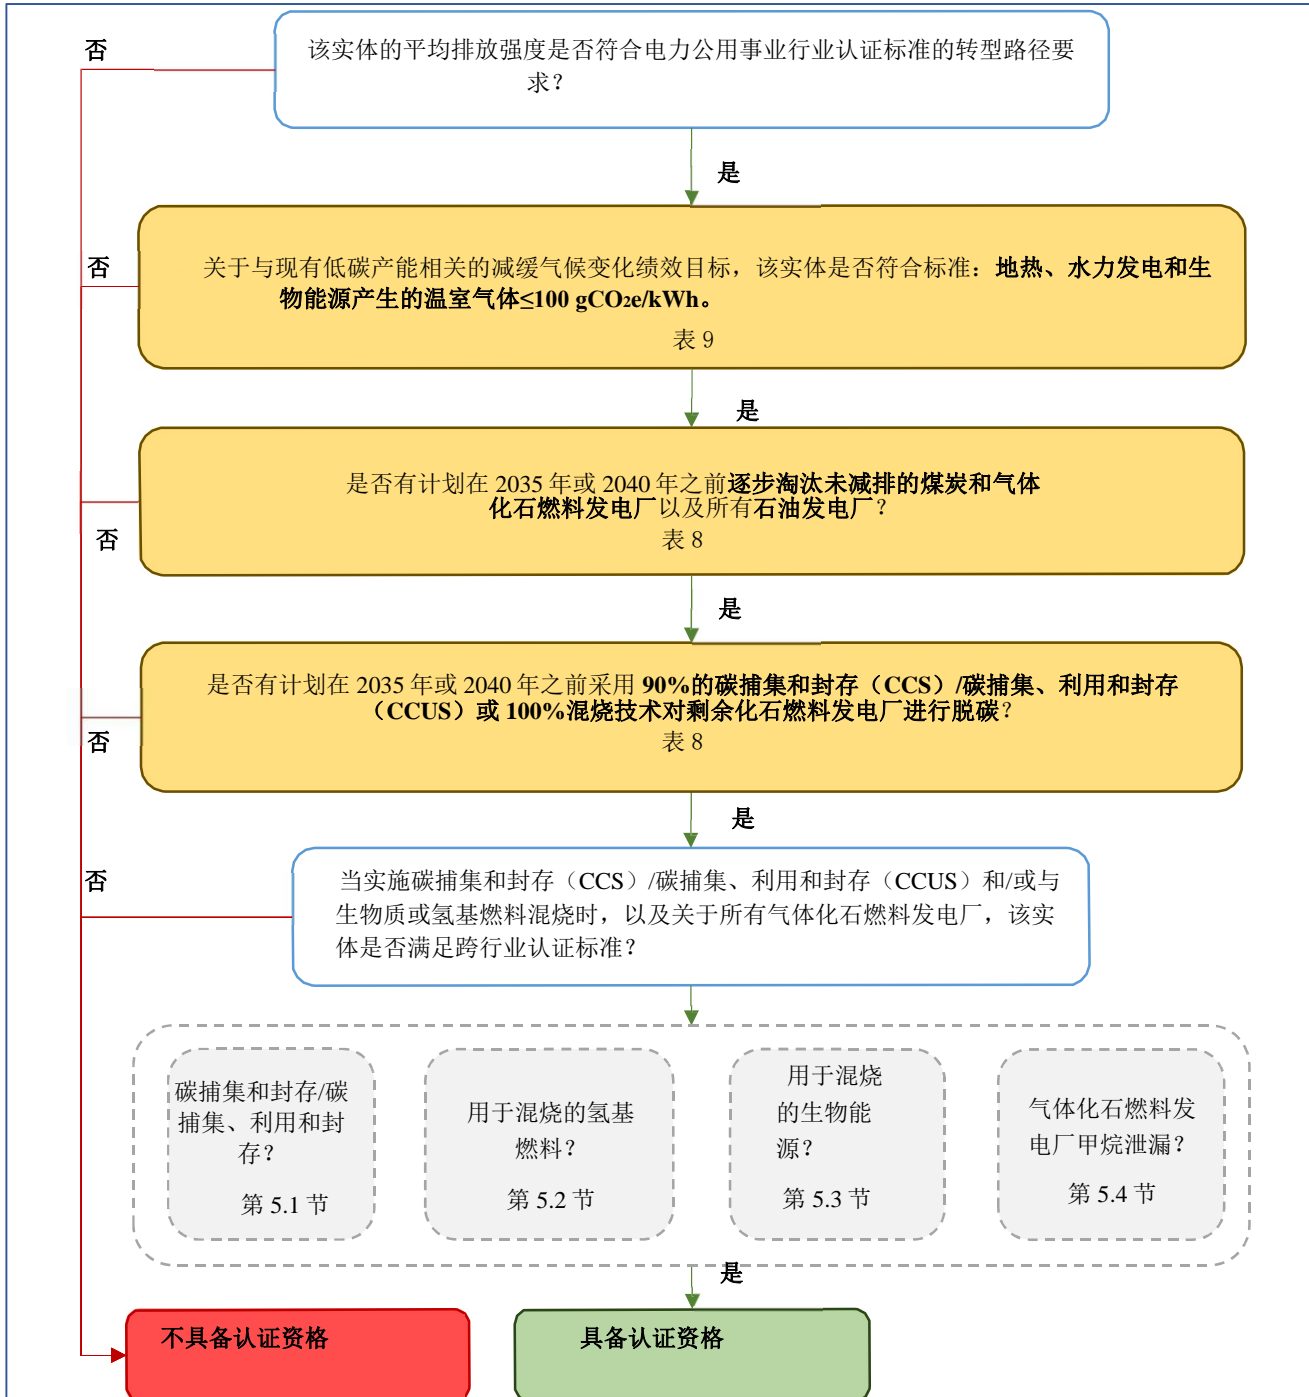 否
该实体的平均排放强度是否符合电力公用事业行业认证标准的转型路径要
求？
是
否
关于与现有低碳产能相关的减缓气候变化绩效目标，该实体是否符合标准：地热、水力发电和生
物能源产生的温室气体≤100 gCO2e/kWh。
表 9
是
是否有计划在 2035 年或 2040 年之前逐步淘汰未减排的煤炭和气体
化石燃料发电厂以及所有石油发电厂？
表 8
否
是
是否有计划在 2035 年或 2040 年之前采用 90%的碳捕集和封存（CCS）/碳捕集、利用和封存
（CCUS）或 100%混烧技术对剩余化石燃料发电厂进行脱碳？
表 8
否
是
否
当实施碳捕集和封存（CCS）/碳捕集、利用和封存（CCUS）和/或与
生物质或氢基燃料混烧时，以及关于所有气体化石燃料发电厂，该实
体是否满足跨行业认证标准？
碳捕集和封存/碳
捕集、利用和封
存？
第 5.1 节
用于混烧的氢基
燃料？
第 5.2 节
用于混烧
的生物能
源？
第 5.3 节
气体化石燃料发
电厂甲烷泄漏？
第 5.4 节
是
不具备认证资格
具备认证资格